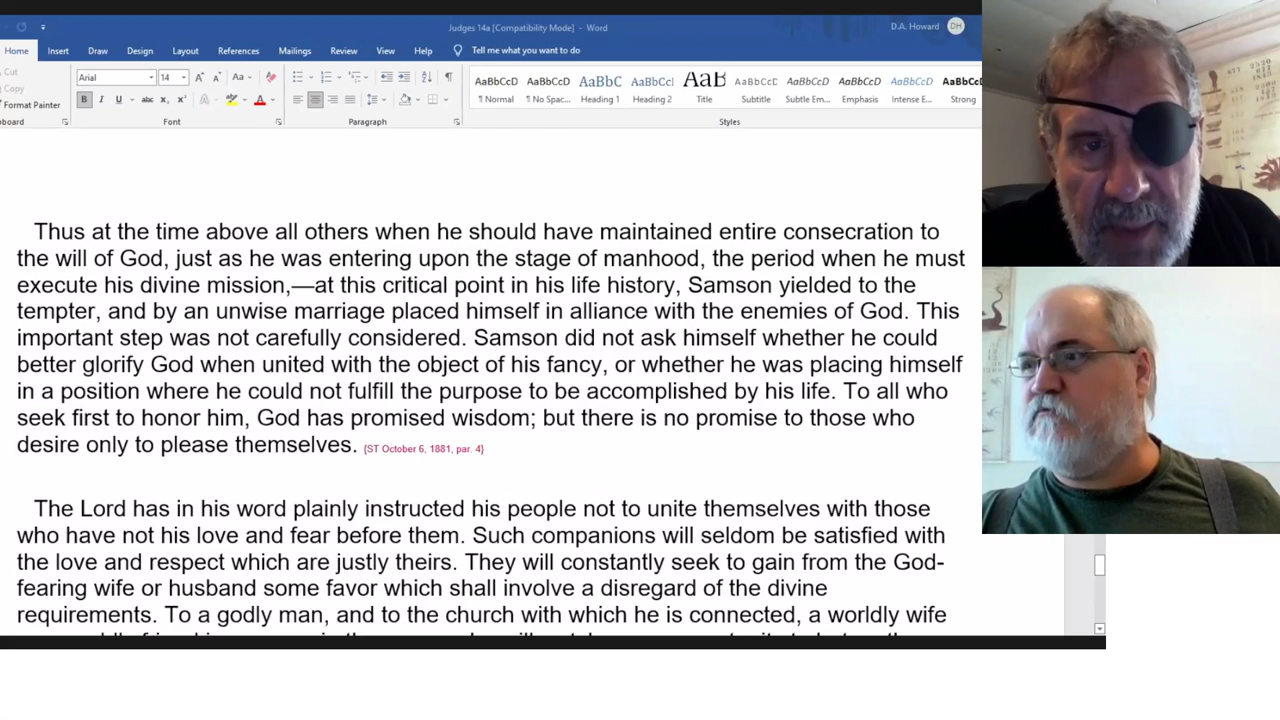 Judges 14a [Compatibility Mode] - Word
D.A. Howard
DH
Home Insert Draw Design Layout References Mailings Review View Help Tell me what you want to do
Cut
Copy
Format Painter
Arial
14
AaBbCcD AaBbCcD AaBbC AaBbCcI AaB AaBbCcD AaBbCcD AaBbCcD AaBbCcD AaBbCc
¶ Normal ¶ No Spac... Heading 1 Heading 2 Title Subtitle Subtle Em... Emphasis Intense E... Strong
board Font Paragraph Styles
Thus at the time above all others when he should have maintained entire consecration to
the will of God, just as he was entering upon the stage of manhood, the period when he must
execute his divine mission,—at this critical point in his life history, Samson yielded to the
tempter, and by an unwise marriage placed himself in alliance with the enemies of God. This
important step was not carefully considered. Samson did not ask himself whether he could
better glorify God when united with the object of his fancy, or whether he was placing himself
in a position where he could not fulfill the purpose to be accomplished by his life. To all who
seek first to honor him, God has promised wisdom; but there is no promise to those who
desire only to please themselves. {ST October 6, 1881, par. 4}
The Lord has in his word plainly instructed his people not to unite themselves with those
who have not his love and fear before them. Such companions will seldom be satisfied with
the love and respect which are justly theirs. They will constantly seek to gain from the God-
fearing wife or husband some favor which shall involve a disregard of the divine
requirements. To a godly man, and to the church with which he is connected, a worldly wife